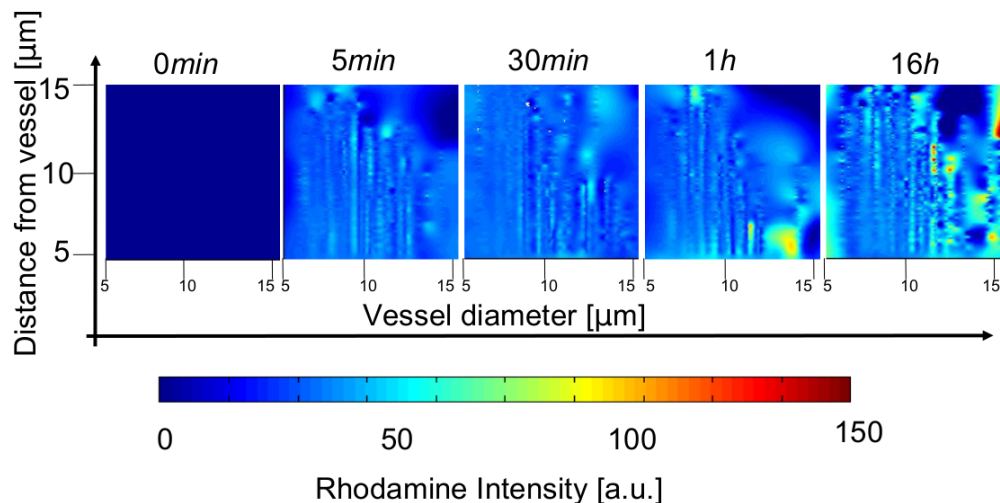 Distance from vessel [µm]
0min 5min 30min 1h 16h
15
10
5
5 10 15 5 10 15 5 10 15 5 10 15 5 10 15
Vessel diameter [µm]
0 50 100 150
Rhodamine Intensity [a.u.]